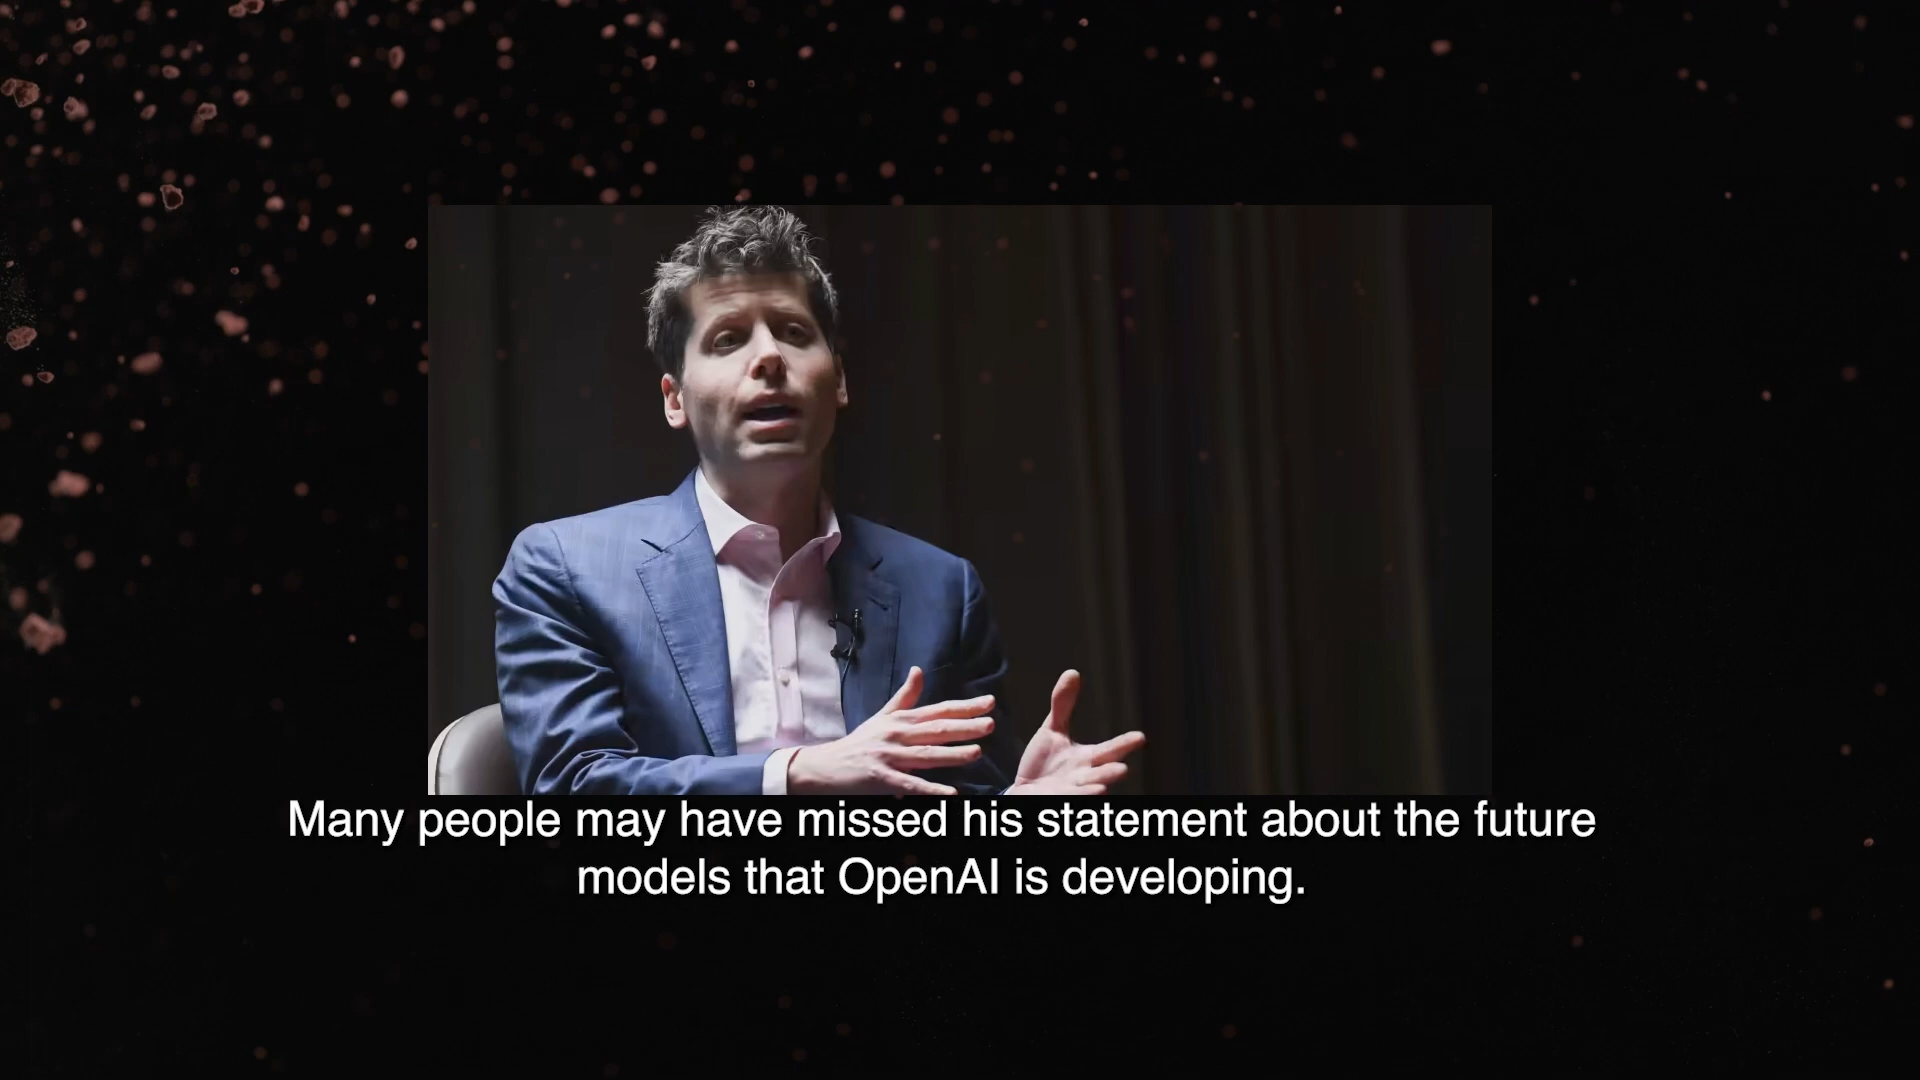 Many people may have missed his statement about the future
models that OpenAI is developing.